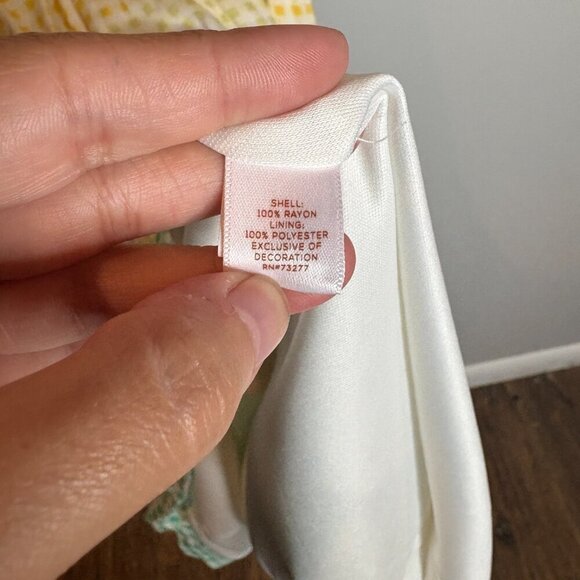 SHELL:
100% RAYON
LINING:
100% POLYESTER
EXCLUSIVE OF
DECORATION
RN#73277